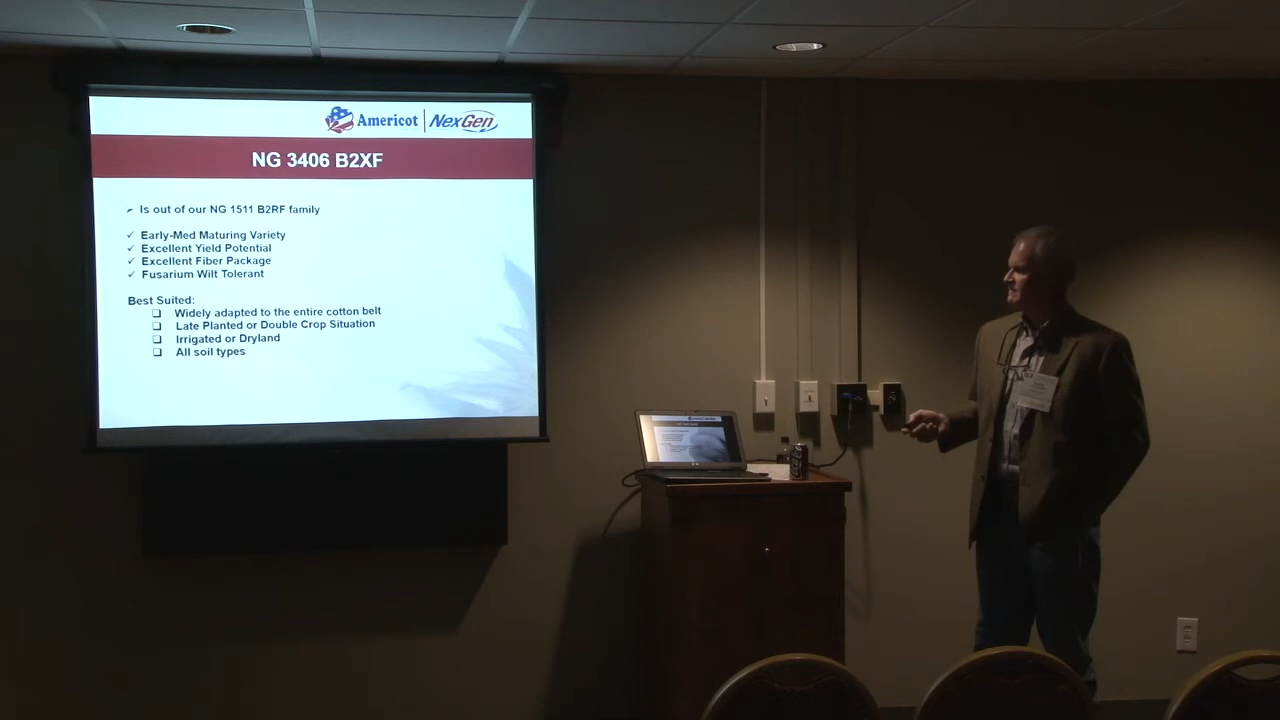 Americot | NexGen
NG 3406 B2XF
Is out of our NG 1511 B2RF family
Early-Med Maturing Variety
Excellent Yield Potential
Excellent Fiber Package
Fusarium Wilt Tolerant
Best Suited:
Widely adapted to the entire cotton belt
Late Planted or Double Crop Situation
Irrigated or Dryland
All soil types